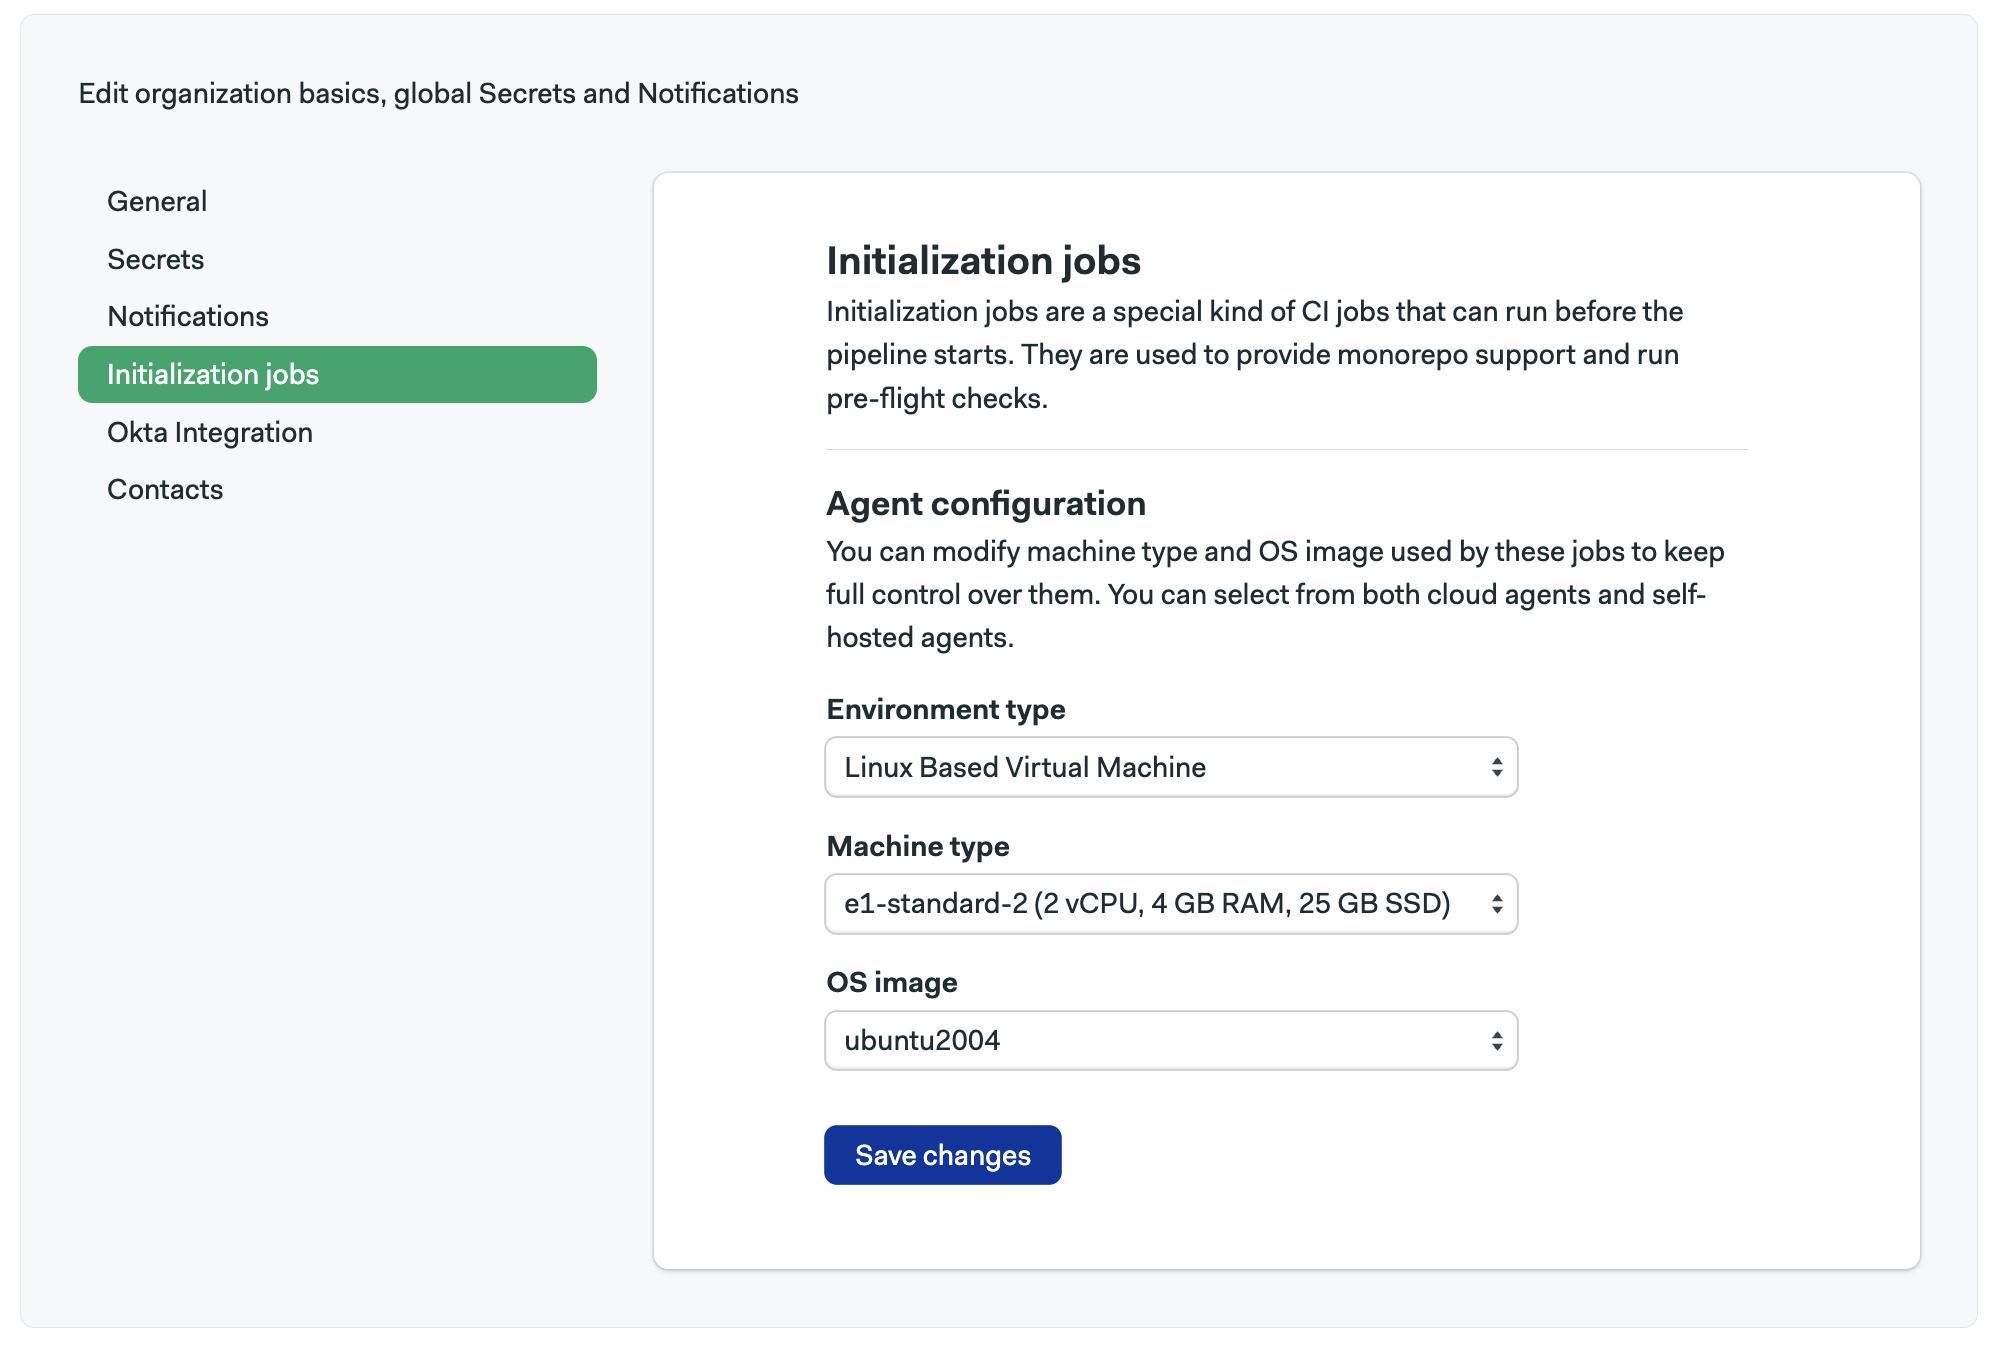 Edit organization basics, global Secrets and Notifications
General
Secrets
Notifications
Initialization jobs
Okta Integration
Contacts
Initialization jobs
Initialization jobs are a special kind of CI jobs that can run before the
pipeline starts. They are used to provide monorepo support and run
pre-flight checks.
Agent configuration
You can modify machine type and OS image used by these jobs to keep
full control over them. You can select from both cloud agents and self-
hosted agents.
Environment type
Linux Based Virtual Machine
Machine type
e1-standard-2 (2 vCPU, 4 GB RAM, 25 GB SSD)
OS image
ubuntu2004
Save changes